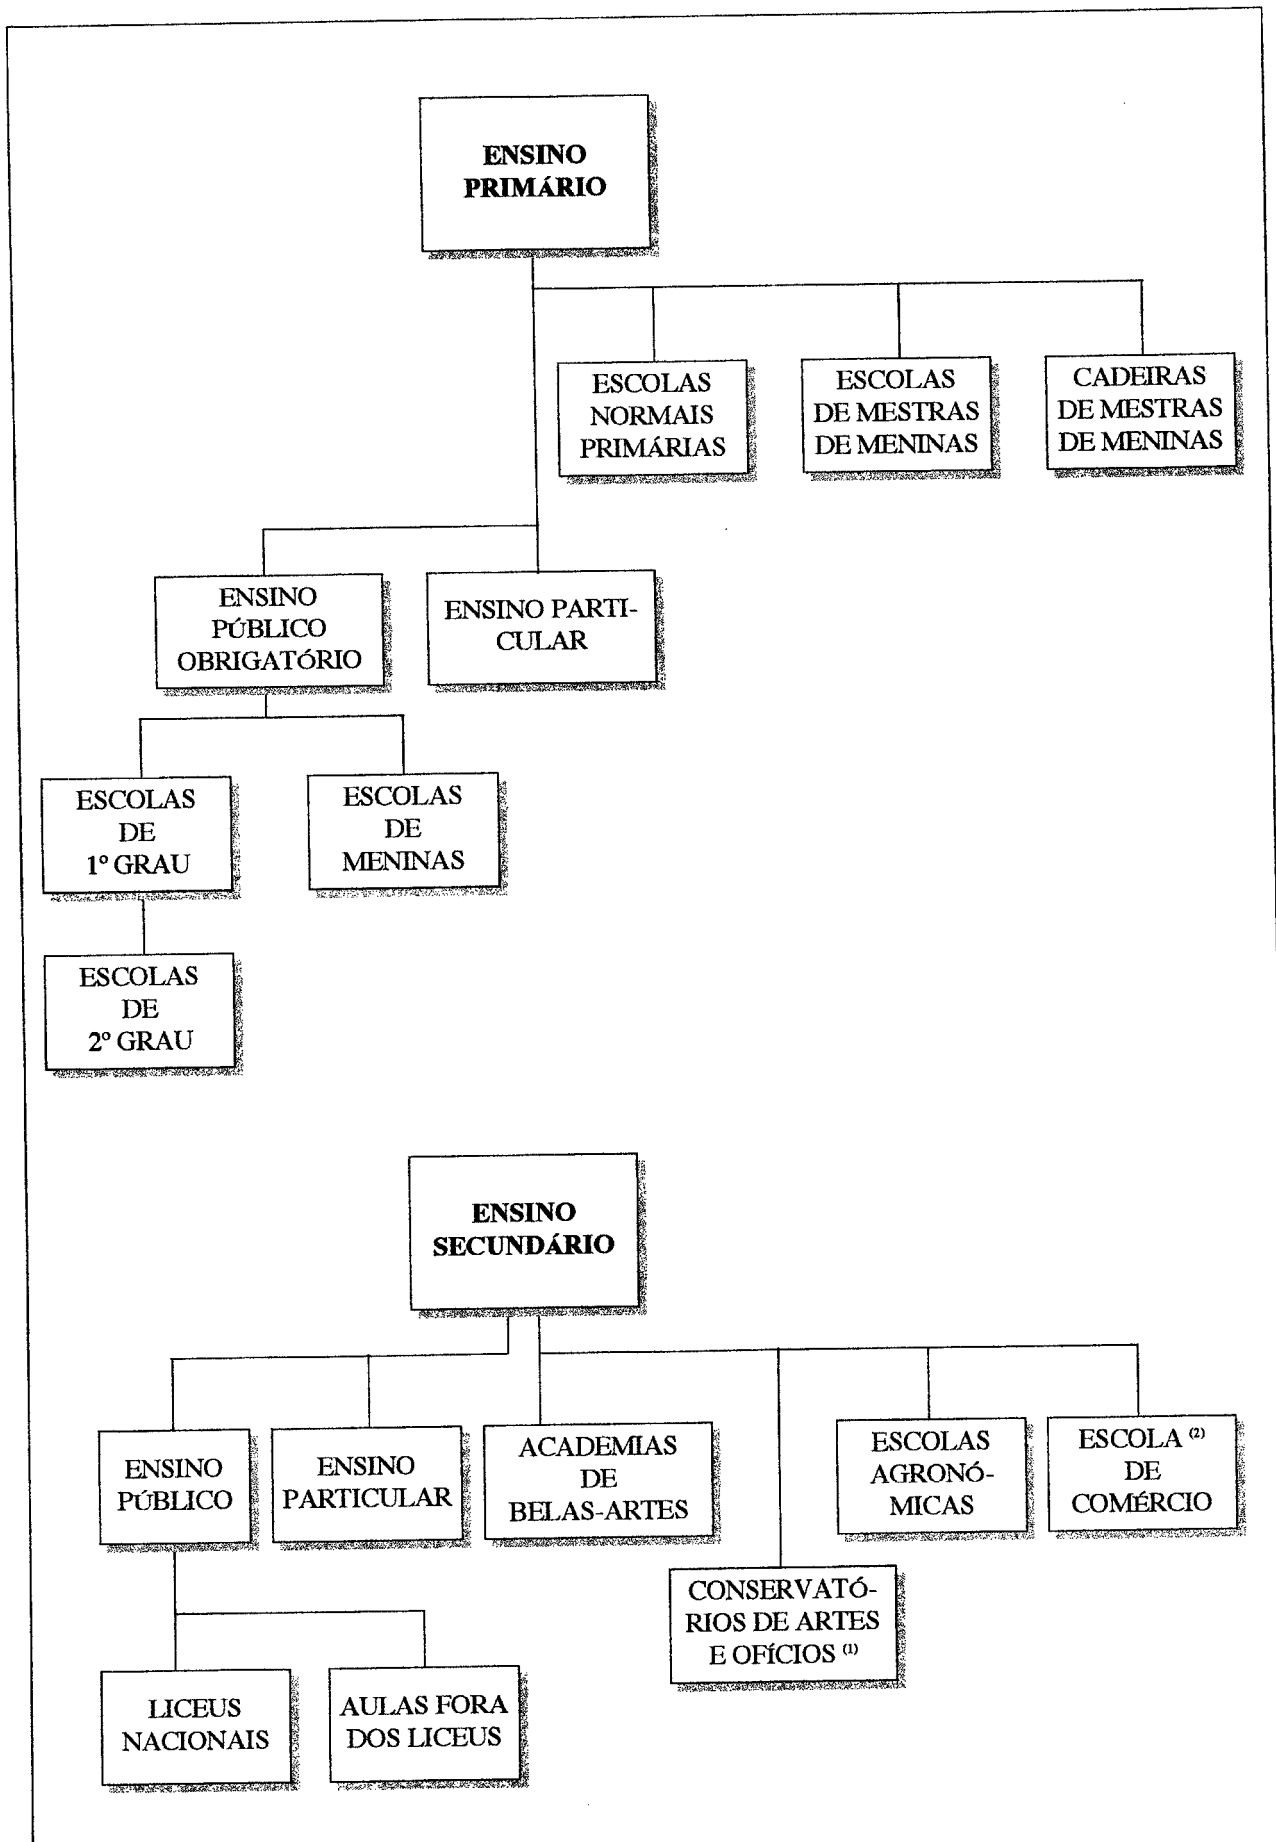 ENSINO
PRIMÁRIO
ESCOLAS
NORMAIS
PRIMÁRIAS
ESCOLAS
DE MESTRAS
DE MENINAS
CADEIRAS
DE MESTRAS
DE MENINAS
ENSINO
PÚBLICO
OBRIGATÓRIO
ENSINO PARTI-
CULAR
ESCOLAS
DE
1º GRAU
ESCOLAS
DE
MENINAS
ESCOLAS
DE
2º GRAU
ENSINO
SECUNDÁRIO
ENSINO
PÚBLICO
ENSINO
PARTICULAR
ACADEMIAS
DE
BELAS-ARTES
ESCOLAS
AGRONÓ-
MICAS
ESCOLA (2)
DE
COMÉRCIO
CONSERVATÓ-
RIOS DE ARTES
E OFÍCIOS (1)
LICEUS
NACIONAIS
AULAS FORA
DOS LICEUS